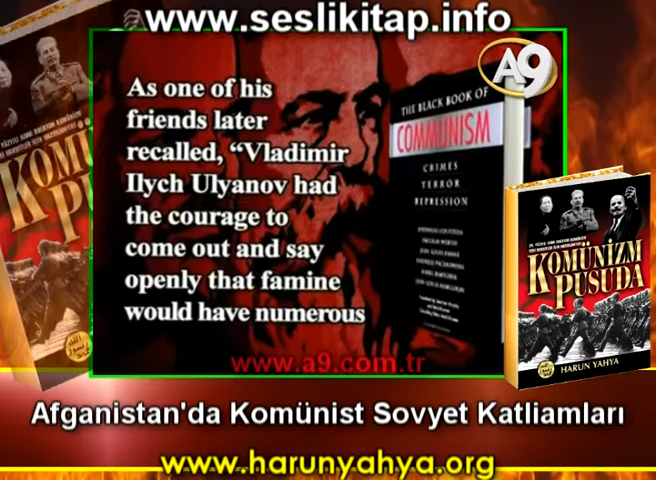 www.seslikitap.info
A9
As one of his
friends later
recalled, “Vladimir
Ilych Ulyanov had
the courage to
come out and say
openly that famine
would have numerous
THE BLACK BOOK OF
COMMUNISM
CRIMES
TERROR
REPRESSION
www.a9.com.tr
KOMÜNİZM
PUSUDA
HARUN YAHYA
Afganistan'da Komünist Sovyet Katliamları
www.harunyahya.org